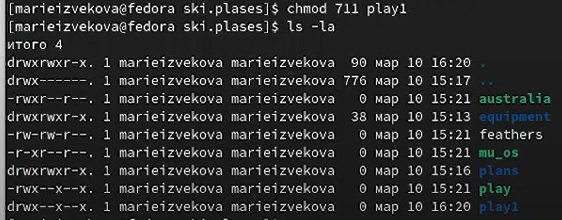 [marieizvekova@fedora ski.plases]$ chmod 711 play1
[marieizvekova@fedora ski.plases]$ ls -la
итого 4
drwxrwxr-x. 1 marieizvekova marieizvekova  90 мар 10 16:20 .
drwx------. 1 marieizvekova marieizvekova 776 мар 10 15:17 ..
-rwxr--r--. 1 marieizvekova marieizvekova   0 мар 10 15:21 australia
drwxrwxr-x. 1 marieizvekova marieizvekova  38 мар 10 15:13 equipment
-rw-rw-r--. 1 marieizvekova marieizvekova   0 мар 10 15:21 feathers
-r-xr--r--. 1 marieizvekova marieizvekova   0 мар 10 15:21 mu_os
drwxrwxr-x. 1 marieizvekova marieizvekova   0 мар 10 15:16 plans
-rwx--x--x. 1 marieizvekova marieizvekova   0 мар 10 15:21 play
drwx--x--x. 1 marieizvekova marieizvekova   0 мар 10 16:20 play1